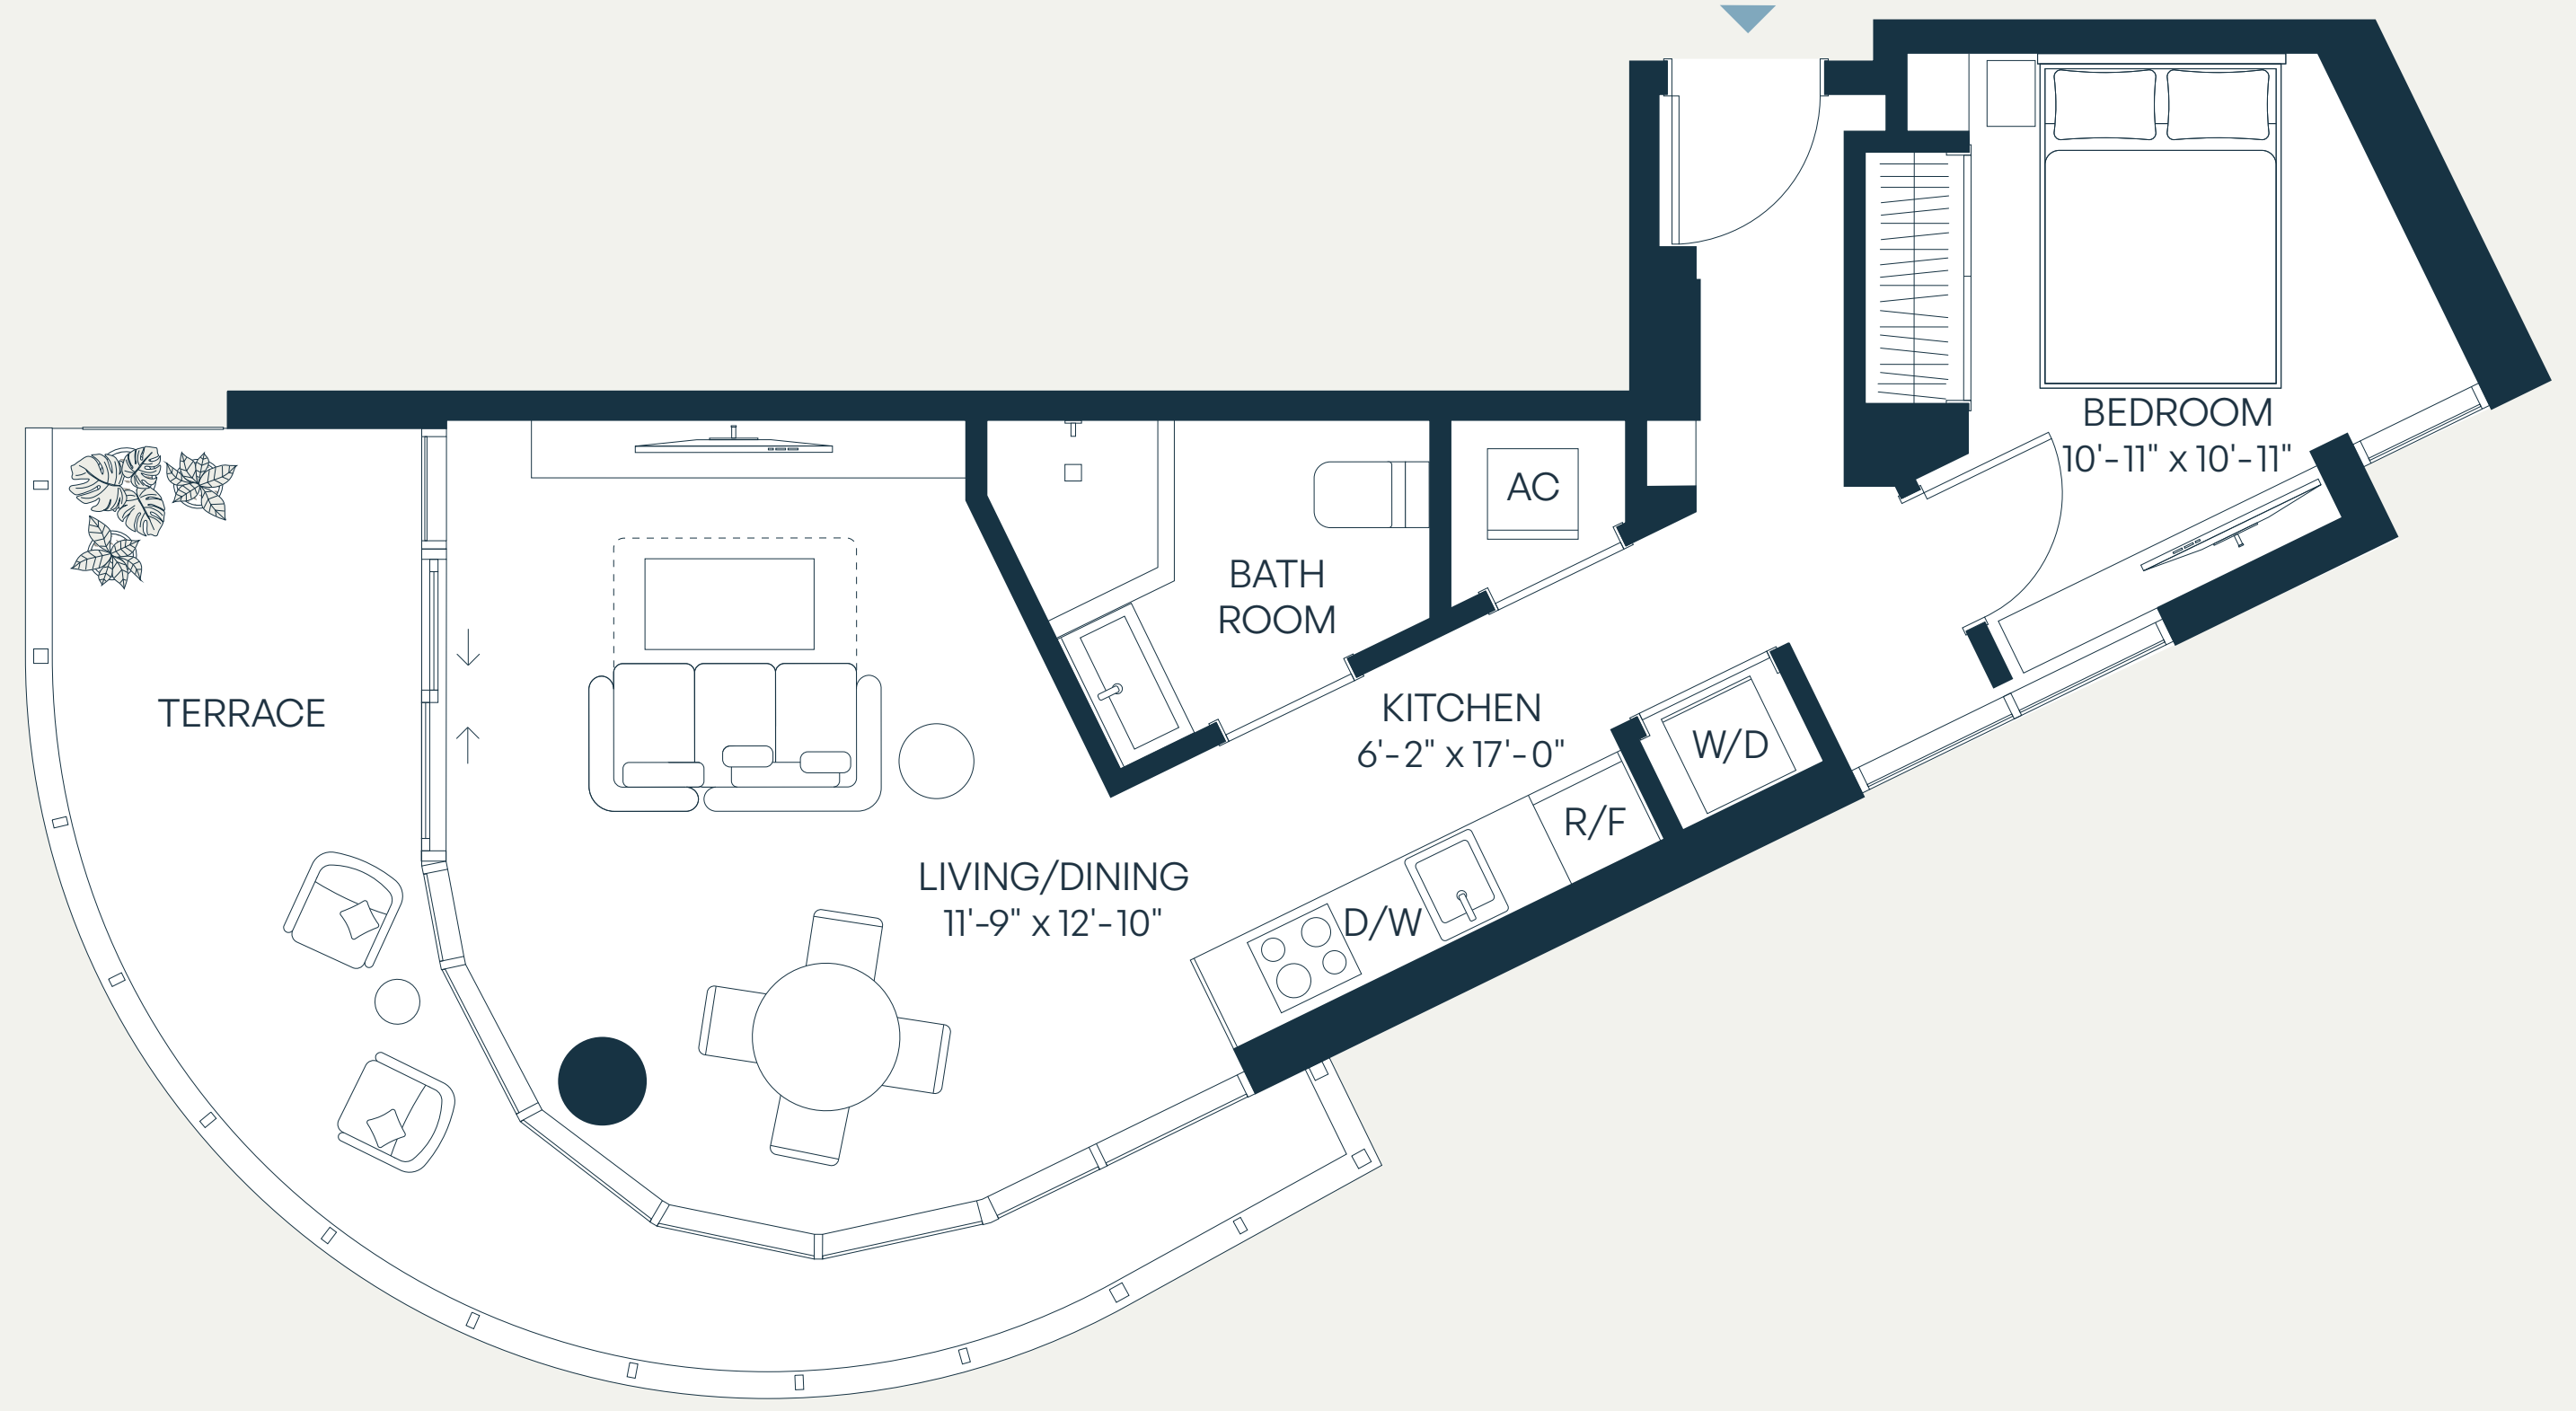 BEDROOM
10'-11" x 10'-11"
AC
BATH
ROOM
KITCHEN
6'-2" x 17'-0"
TERRACE
W/D
R/F
LIVING/DINING
11'-9" x 12'-10"
D/W